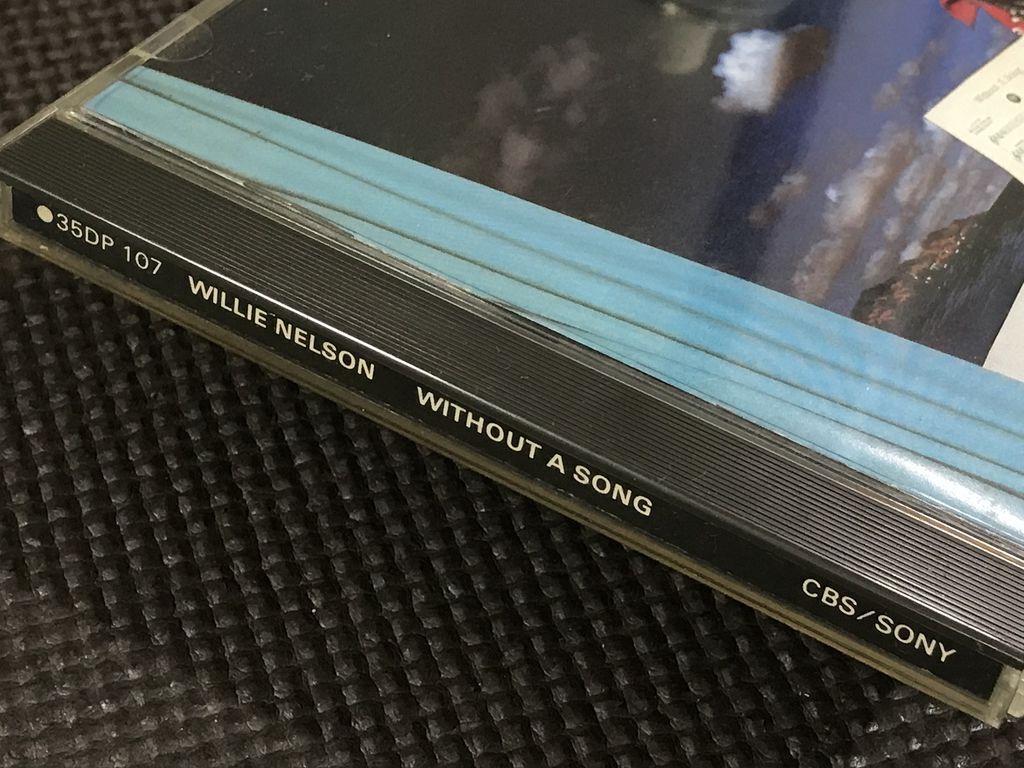 ●35DP 107 WILLIE NELSON WITHOUT A SONG CBS/SONY